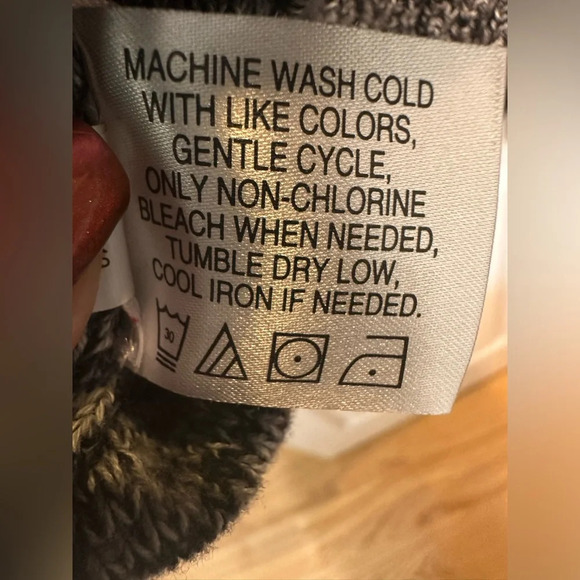 MACHINE WASH COLD
WITH LIKE COLORS,
GENTLE CYCLE,
ONLY NON-CHLORINE
BLEACH WHEN NEEDED,
TUMBLE DRY LOW,
COOL IRON IF NEEDED.
30